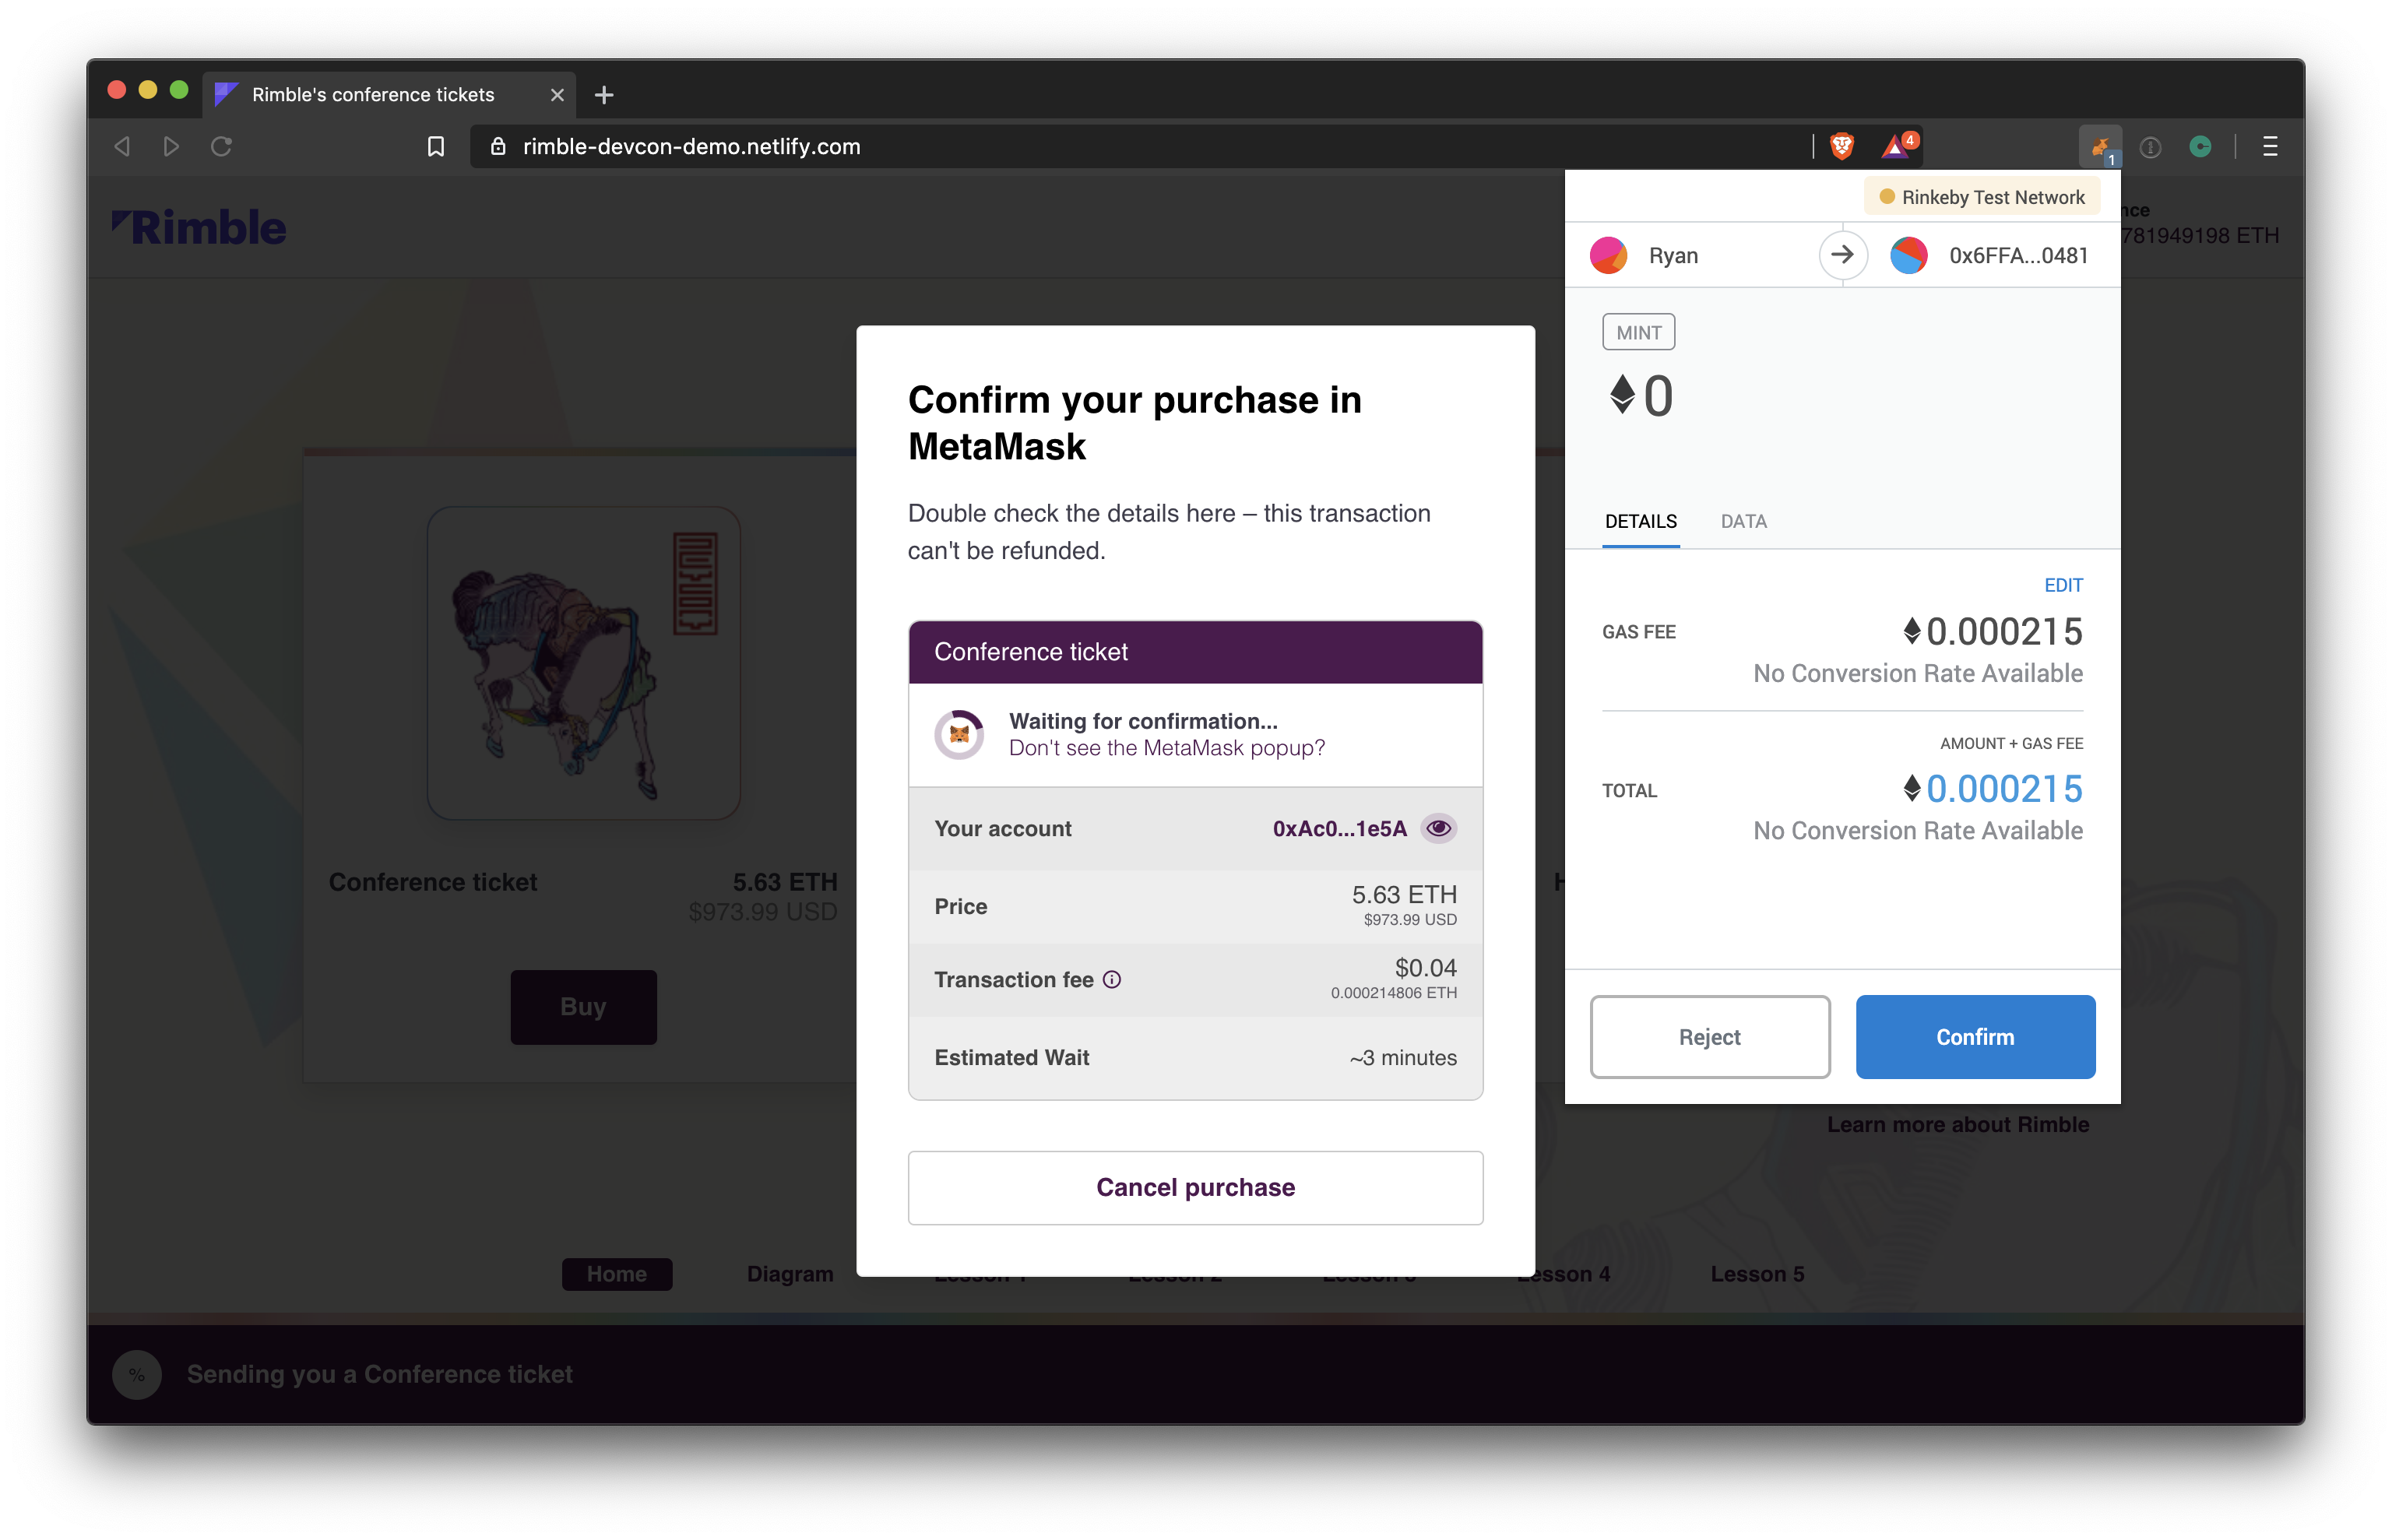 Rimble's conference tickets
rimble-devcon-demo.netlify.com
4
1
Rimble
nce
781949198 ETH
Rinkeby Test Network
Ryan
0x6FFA...0481
MINT
0
DETAILS
DATA
EDIT
GAS FEE
0.000215
No Conversion Rate Available
AMOUNT + GAS FEE
TOTAL
0.000215
No Conversion Rate Available
Reject
Confirm
Confirm your purchase in
MetaMask
Double check the details here – this transaction
can't be refunded.
Conference ticket
Waiting for confirmation...
Don't see the MetaMask popup?
Your account
0xAc0...1e5A
Price
5.63 ETH
$973.99 USD
Transaction fee
$0.04
0.000214806 ETH
Estimated Wait
~3 minutes
Cancel purchase
DEVCON
Conference ticket
5.63 ETH
$973.99 USD
Buy
Learn more about Rimble
Home
Diagram
Lesson 1
Lesson 2
Lesson 3
Lesson 4
Lesson 5
%
Sending you a Conference ticket